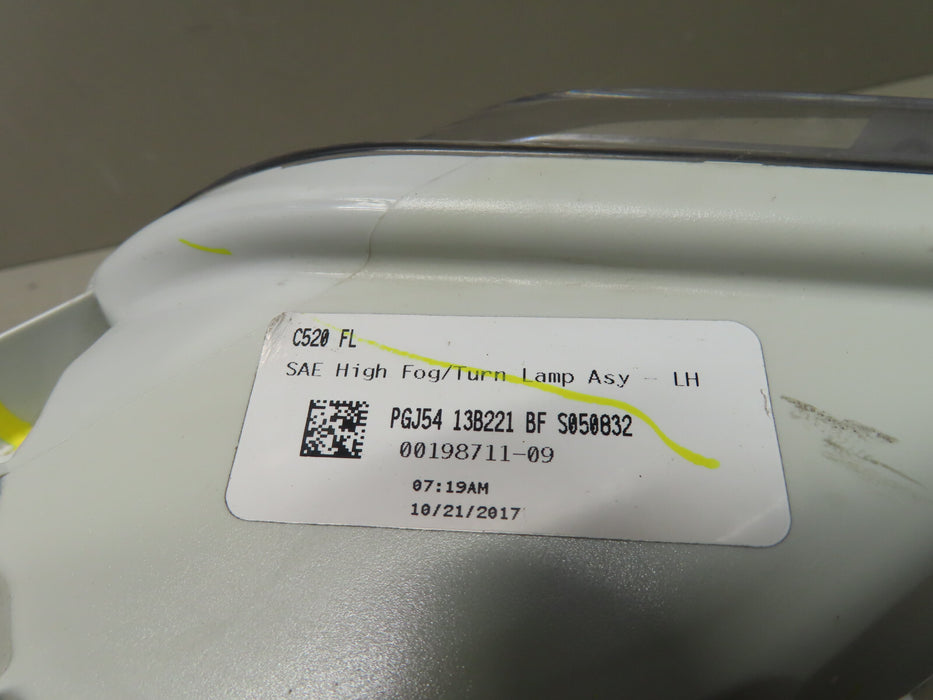 C520 FL
SAE High Fog/Turn Lamp Asy - LH
PGJ54 13B221 BF S050832
00198711-09
07:19AM
10/21/2017